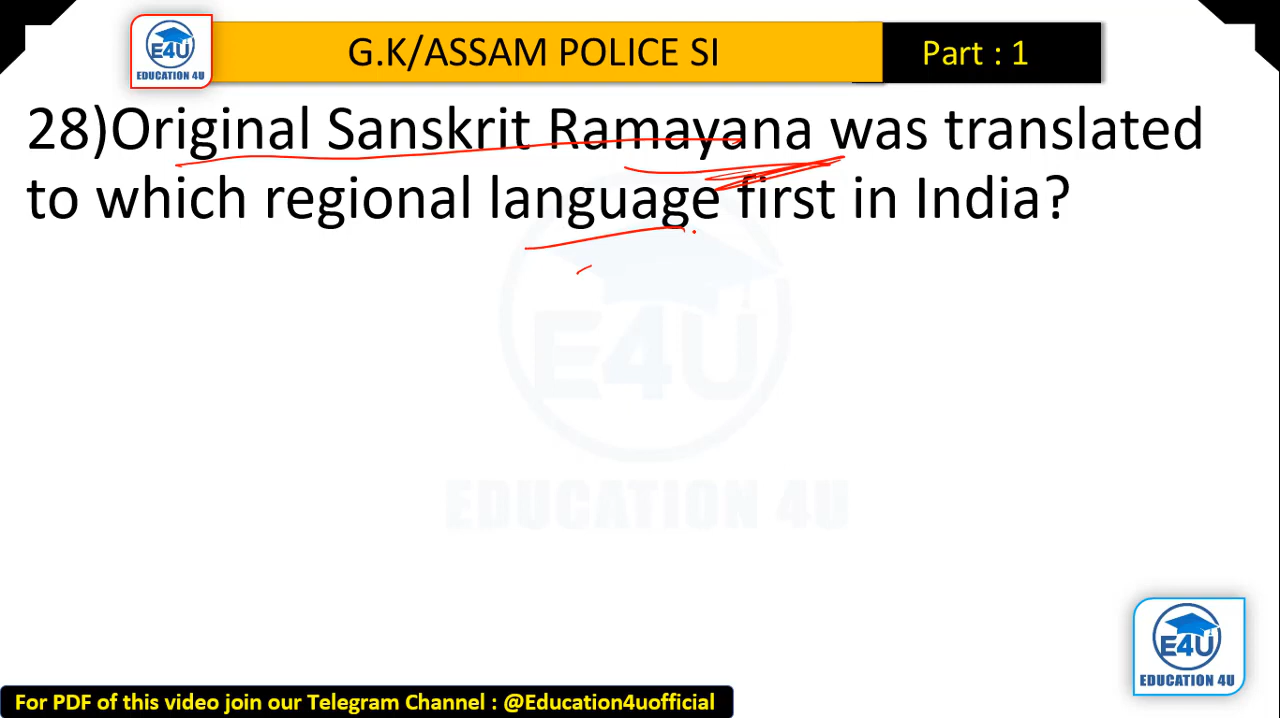 E4U
EDUCATION 4U
G.K/ASSAM POLICE SI
Part : 1
28)Original Sanskrit Ramayana was translated
to which regional language first in India?
E4U
EDUCATION 4U
E4U
EDUCATION 4U
For PDF of this video join our Telegram Channel : @Education4uofficial